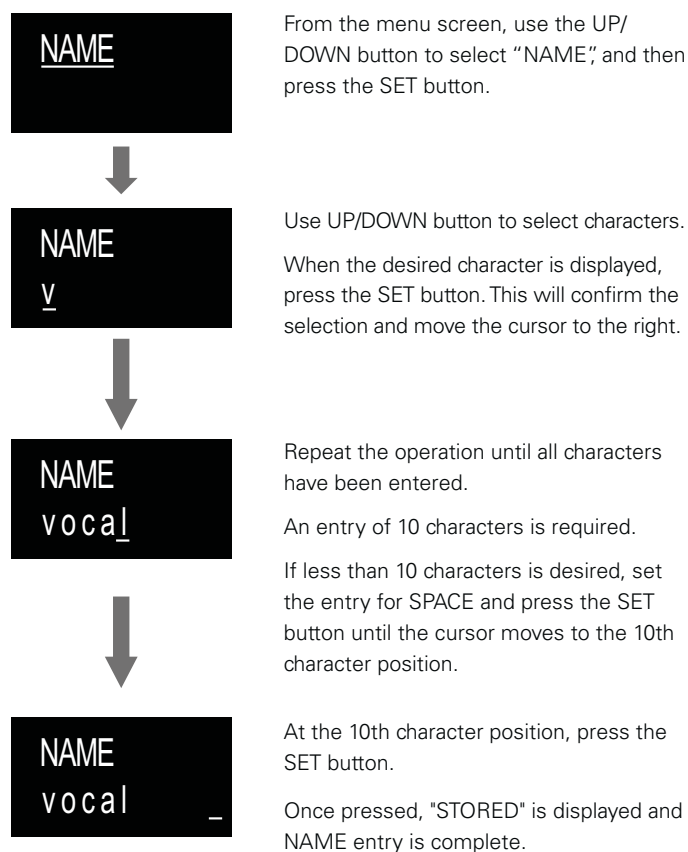 NAME
From the menu screen, use the UP/
DOWN button to select “NAME”, and then
press the SET button.
NAME
v
Use UP/DOWN button to select characters.
When the desired character is displayed,
press the SET button. This will confirm the
selection and move the cursor to the right.
NAME
vocal
Repeat the operation until all characters
have been entered.
An entry of 10 characters is required.
If less than 10 characters is desired, set
the entry for SPACE and press the SET
button until the cursor moves to the 10th
character position.
NAME
vocal _
At the 10th character position, press the
SET button.
Once pressed, "STORED" is displayed and
NAME entry is complete.